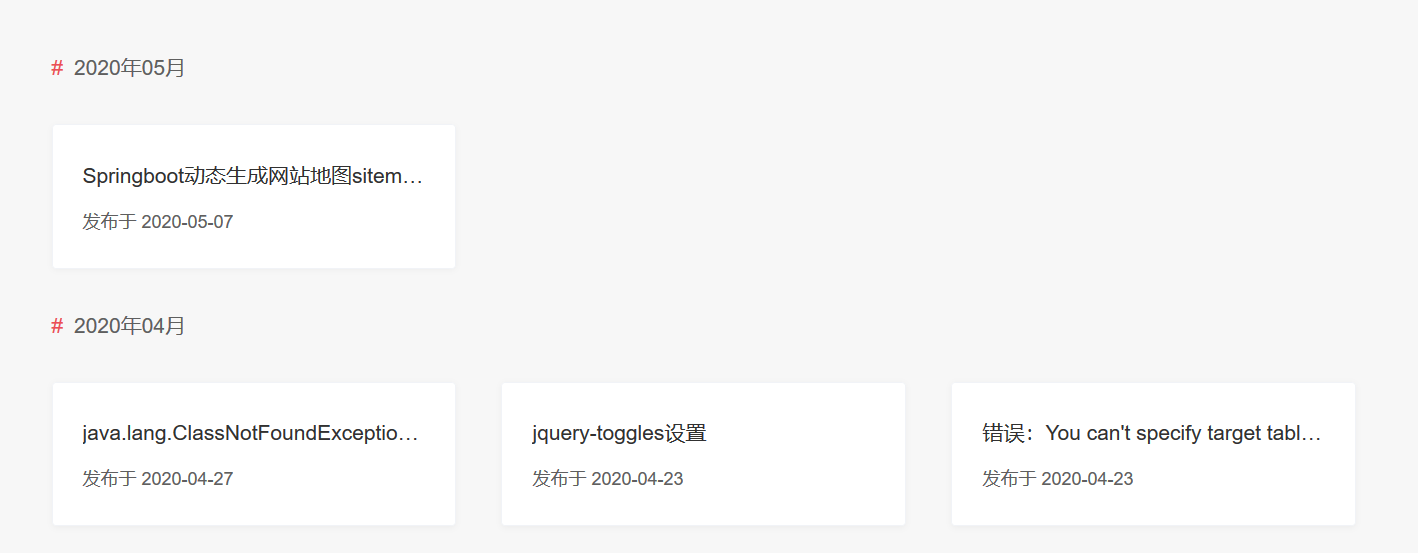 # 2020年05月
Springboot动态生成网站地图sitem…
发布于 2020-05-07
# 2020年04月
java.lang.ClassNotFoundExceptio…
发布于 2020-04-27
jquery-toggles设置
发布于 2020-04-23
错误：You can't specify target tabl…
发布于 2020-04-23